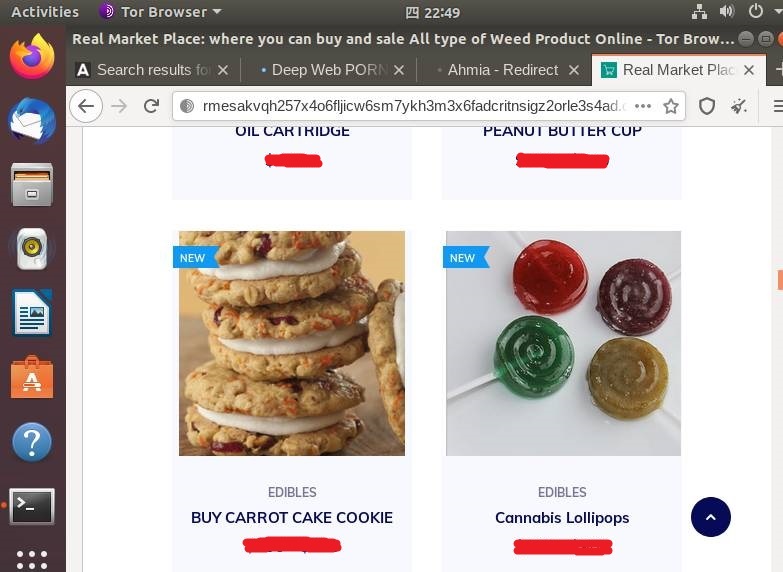 Activities Tor Browser 四 22:49
Real Market Place: where you can buy and sale All type of Weed Product Online - Tor Brow...
Search results fo
Deep Web PORN
Ahmia - Redirect
Real Market Plac
rmesakvqh257x4o6fljicw6sm7ykh3m3x6fadcritnsigz2orle3s4ad.o
OIL CARTRIDGE
PEANUT BUTTER CUP
NEW
NEW
EDIBLES
BUY CARROT CAKE COOKIE
EDIBLES
Cannabis Lollipops